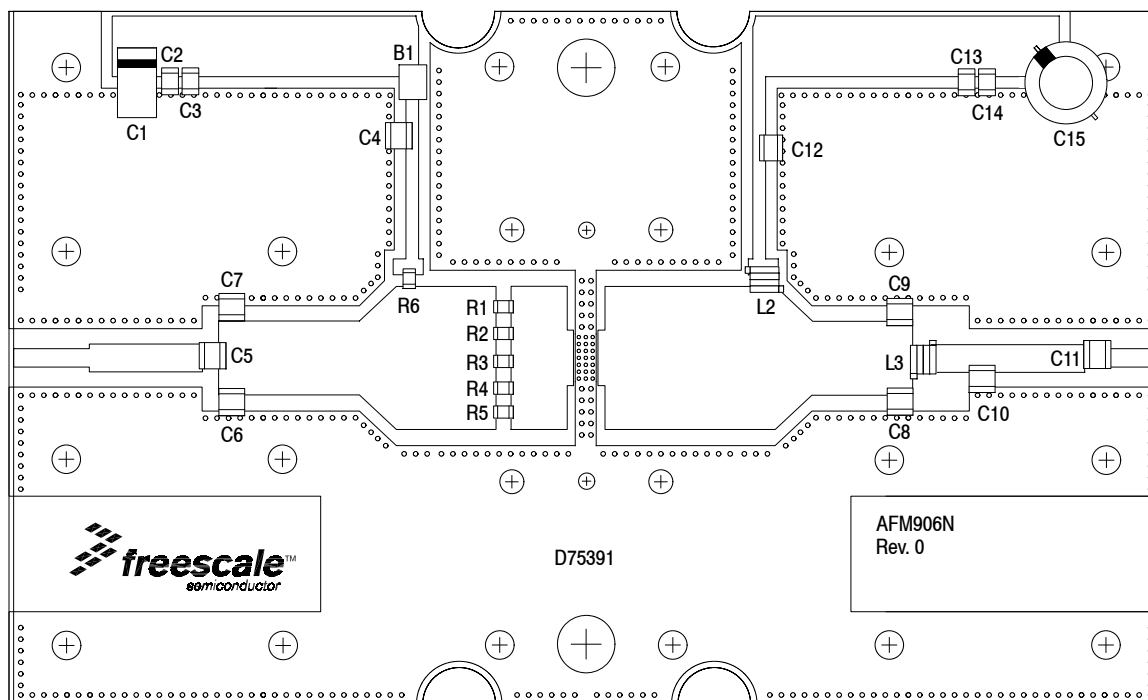 C2
B1
C13
C3
C1
C14
C15
C4
C12
C7
R6
L2
C9
R1
R2
C5
R3
L3
C11
R4
R5
C6
C8
C10
AFM906N
Rev. 0
freescale™
semiconductor
D75391